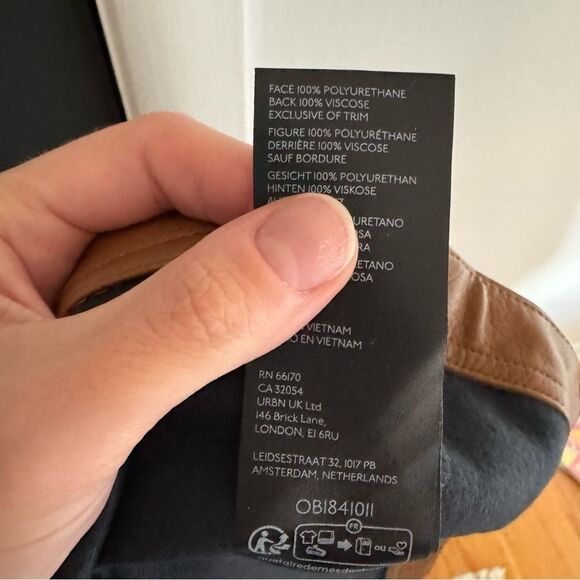 FACE 100% POLYURETHANE
BACK 100% VISCOSE
EXCLUSIVE OF TRIM
FIGURE 100% POLYURÉTHANE
DERRIÈRE 100% VISCOSE
SAUF BORDURE
GESICHT 100% POLYURETHAN
HINTEN 100% VISKOSE
VIETNAM
EN VIETNAM
RN 66170
CA 32054
URBN UK Ltd.
146 Brick Lane,
LONDON, E1 6RU
LEIDSESTRAAT 32, 1017 PB
AMSTERDAM, NETHERLANDS
OB1841011
FR
OU